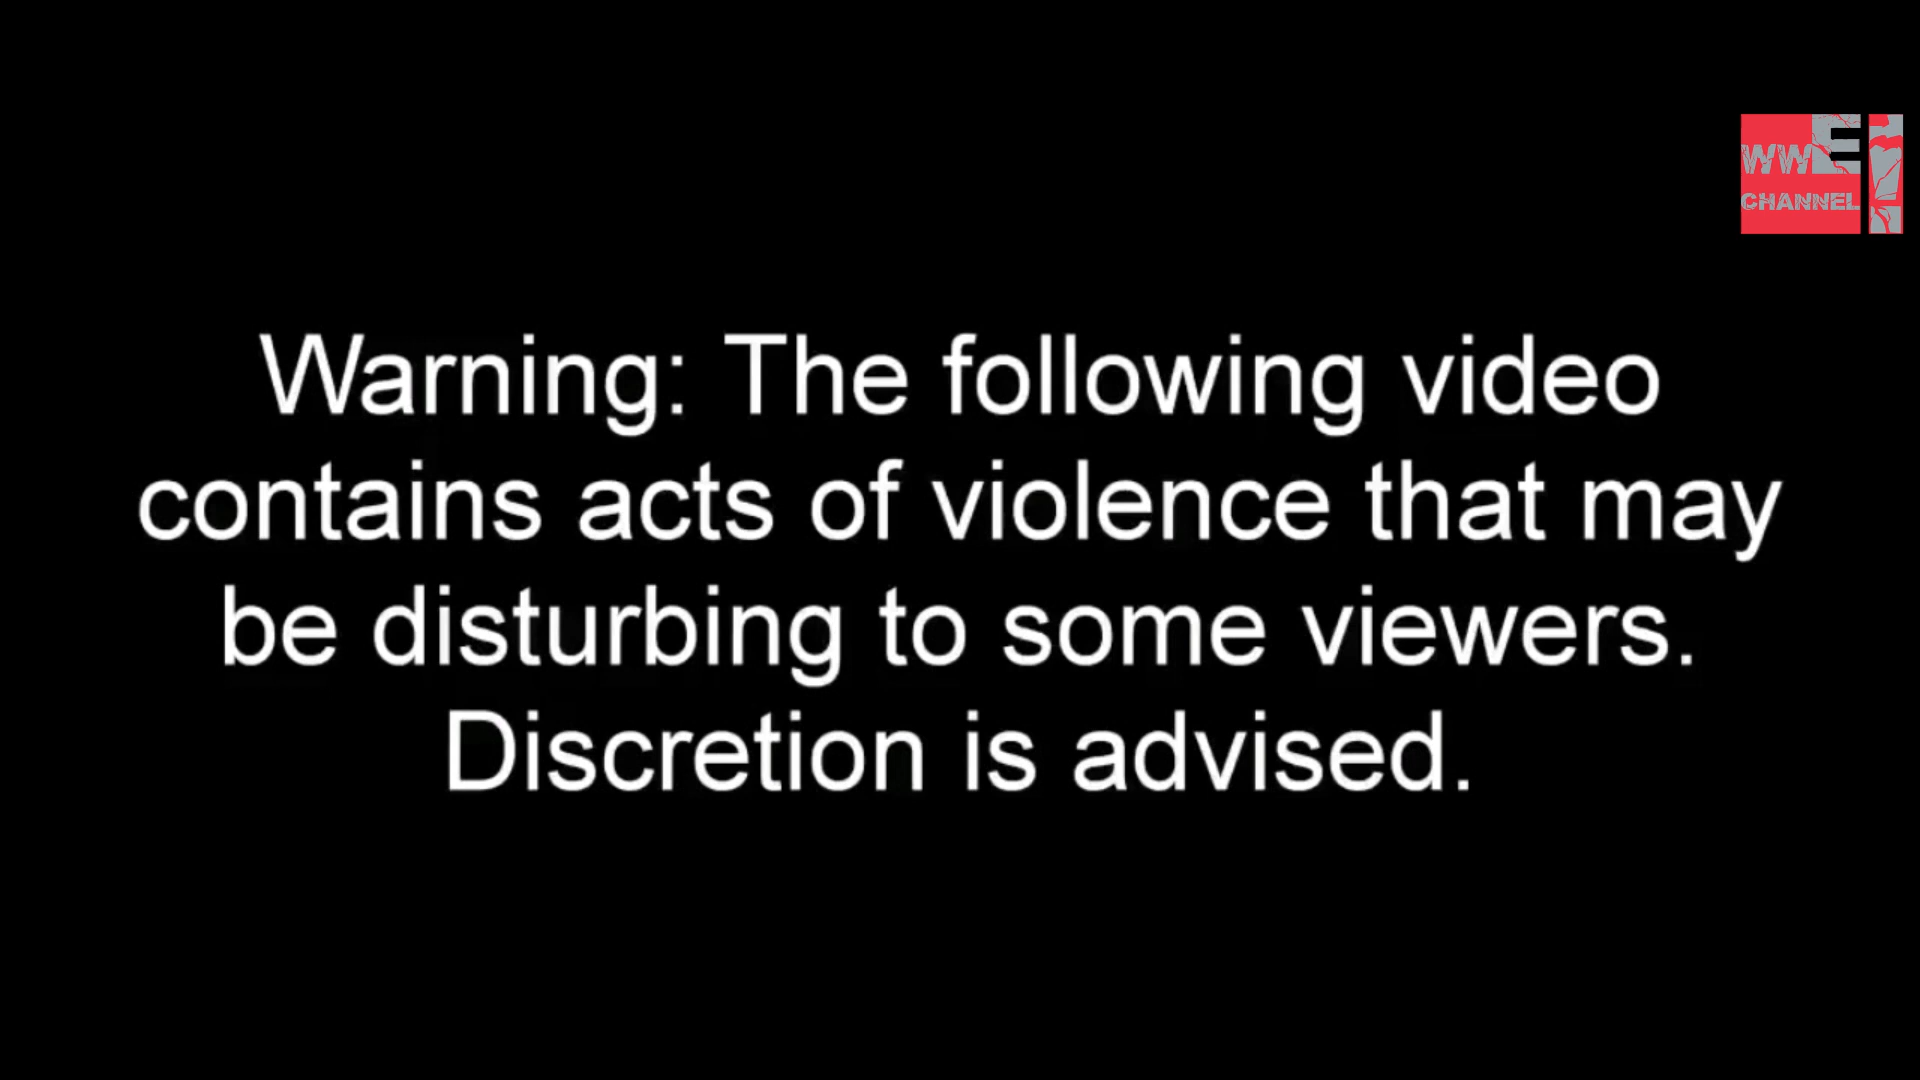 WWE
CHANNEL
Warning: The following video
contains acts of violence that may
be disturbing to some viewers.
Discretion is advised.